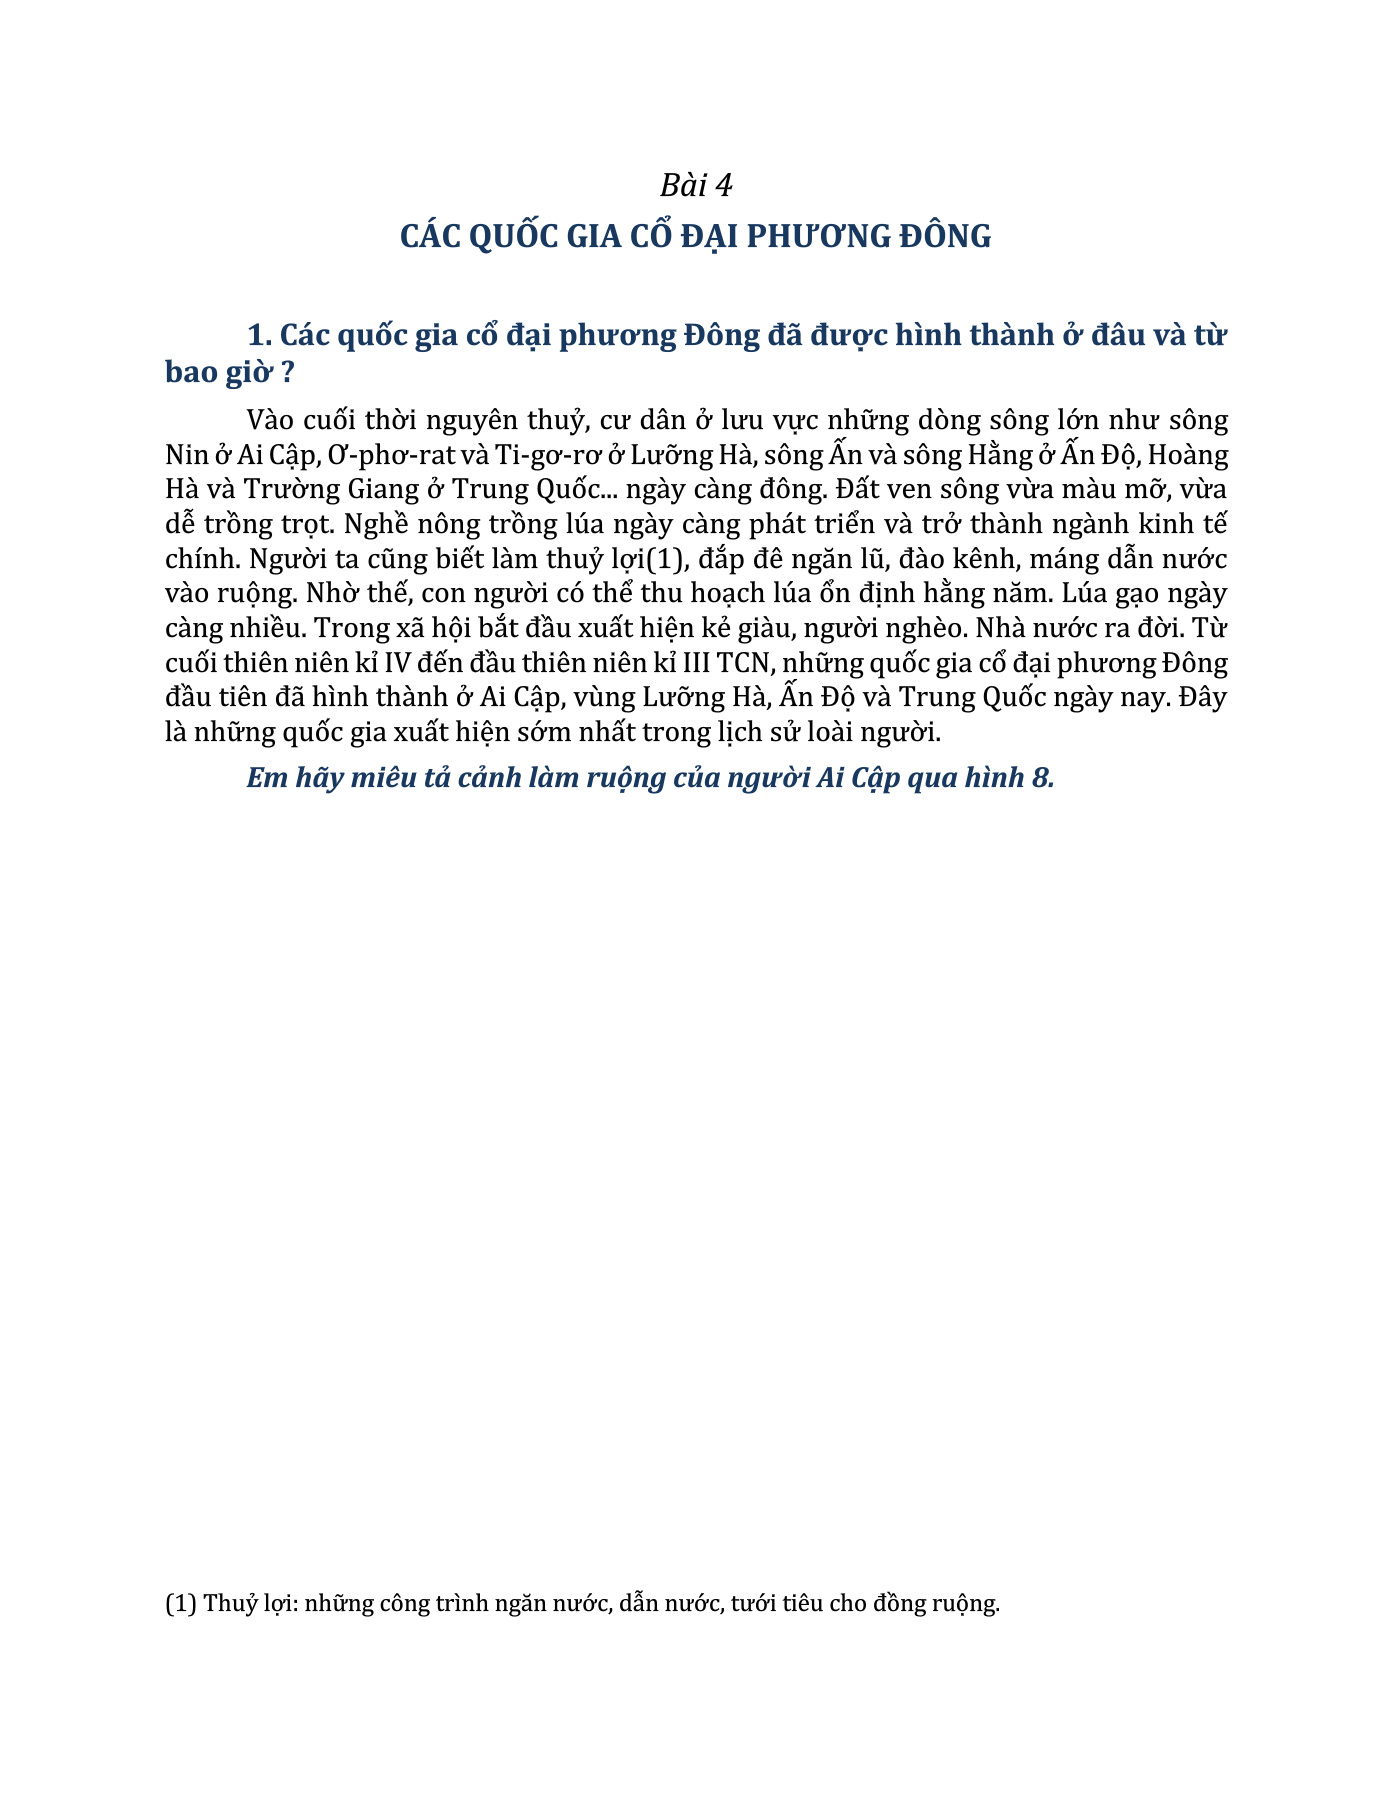 Bài 4
CÁC QUỐC GIA CỔ ĐẠI PHƯƠNG ĐÔNG
1. Các quốc gia cổ đại phương Đông đã được hình thành ở đâu và từ
bao giờ ?
Vào cuối thời nguyên thuỷ, cư dân ở lưu vực những dòng sông lớn như sông
Nin ở Ai Cập, Ơ-phơ-rat và Ti-gơ-rơ ở Lưỡng Hà, sông Ấn và sông Hằng ở Ấn Độ, Hoàng
Hà và Trường Giang ở Trung Quốc... ngày càng đông. Đất ven sông vừa màu mỡ, vừa
dễ trồng trọt. Nghề nông trồng lúa ngày càng phát triển và trở thành ngành kinh tế
chính. Người ta cũng biết làm thuỷ lợi(1), đắp đê ngăn lũ, đào kênh, máng dẫn nước
vào ruộng. Nhờ thế, con người có thể thu hoạch lúa ổn định hằng năm. Lúa gạo ngày
càng nhiều. Trong xã hội bắt đầu xuất hiện kẻ giàu, người nghèo. Nhà nước ra đời. Từ
cuối thiên niên kỉ IV đến đầu thiên niên kỉ III TCN, những quốc gia cổ đại phương Đông
đầu tiên đã hình thành ở Ai Cập, vùng Lưỡng Hà, Ấn Độ và Trung Quốc ngày nay. Đây
là những quốc gia xuất hiện sớm nhất trong lịch sử loài người.
Em hãy miêu tả cảnh làm ruộng của người Ai Cập qua hình 8.
(1) Thuỷ lợi: những công trình ngăn nước, dẫn nước, tưới tiêu cho đồng ruộng.